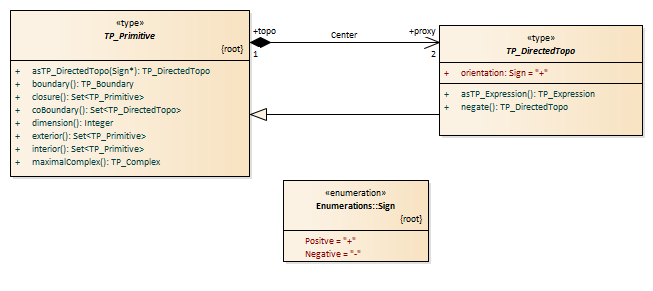 «type»
TP_Primitive
{root}
+ asTP_DirectedTopo(Sign*): TP_DirectedTopo
+ boundary(): TP_Boundary
+ closure(): Set<TP_Primitive>
+ coBoundary(): Set<TP_DirectedTopo>
+ dimension(): Integer
+ exterior(): Set<TP_Primitive>
+ interior(): Set<TP_Primitive>
+ maximalComplex(): TP_Complex
+topo
1
Center
+proxy
2
«type»
TP_DirectedTopo
+ orientation: Sign = "+"
+ asTP_Expression(): TP_Expression
+ negate(): TP_DirectedTopo
«enumeration»
Enumerations::Sign
{root}
Positve = "+"
Negative = "-"